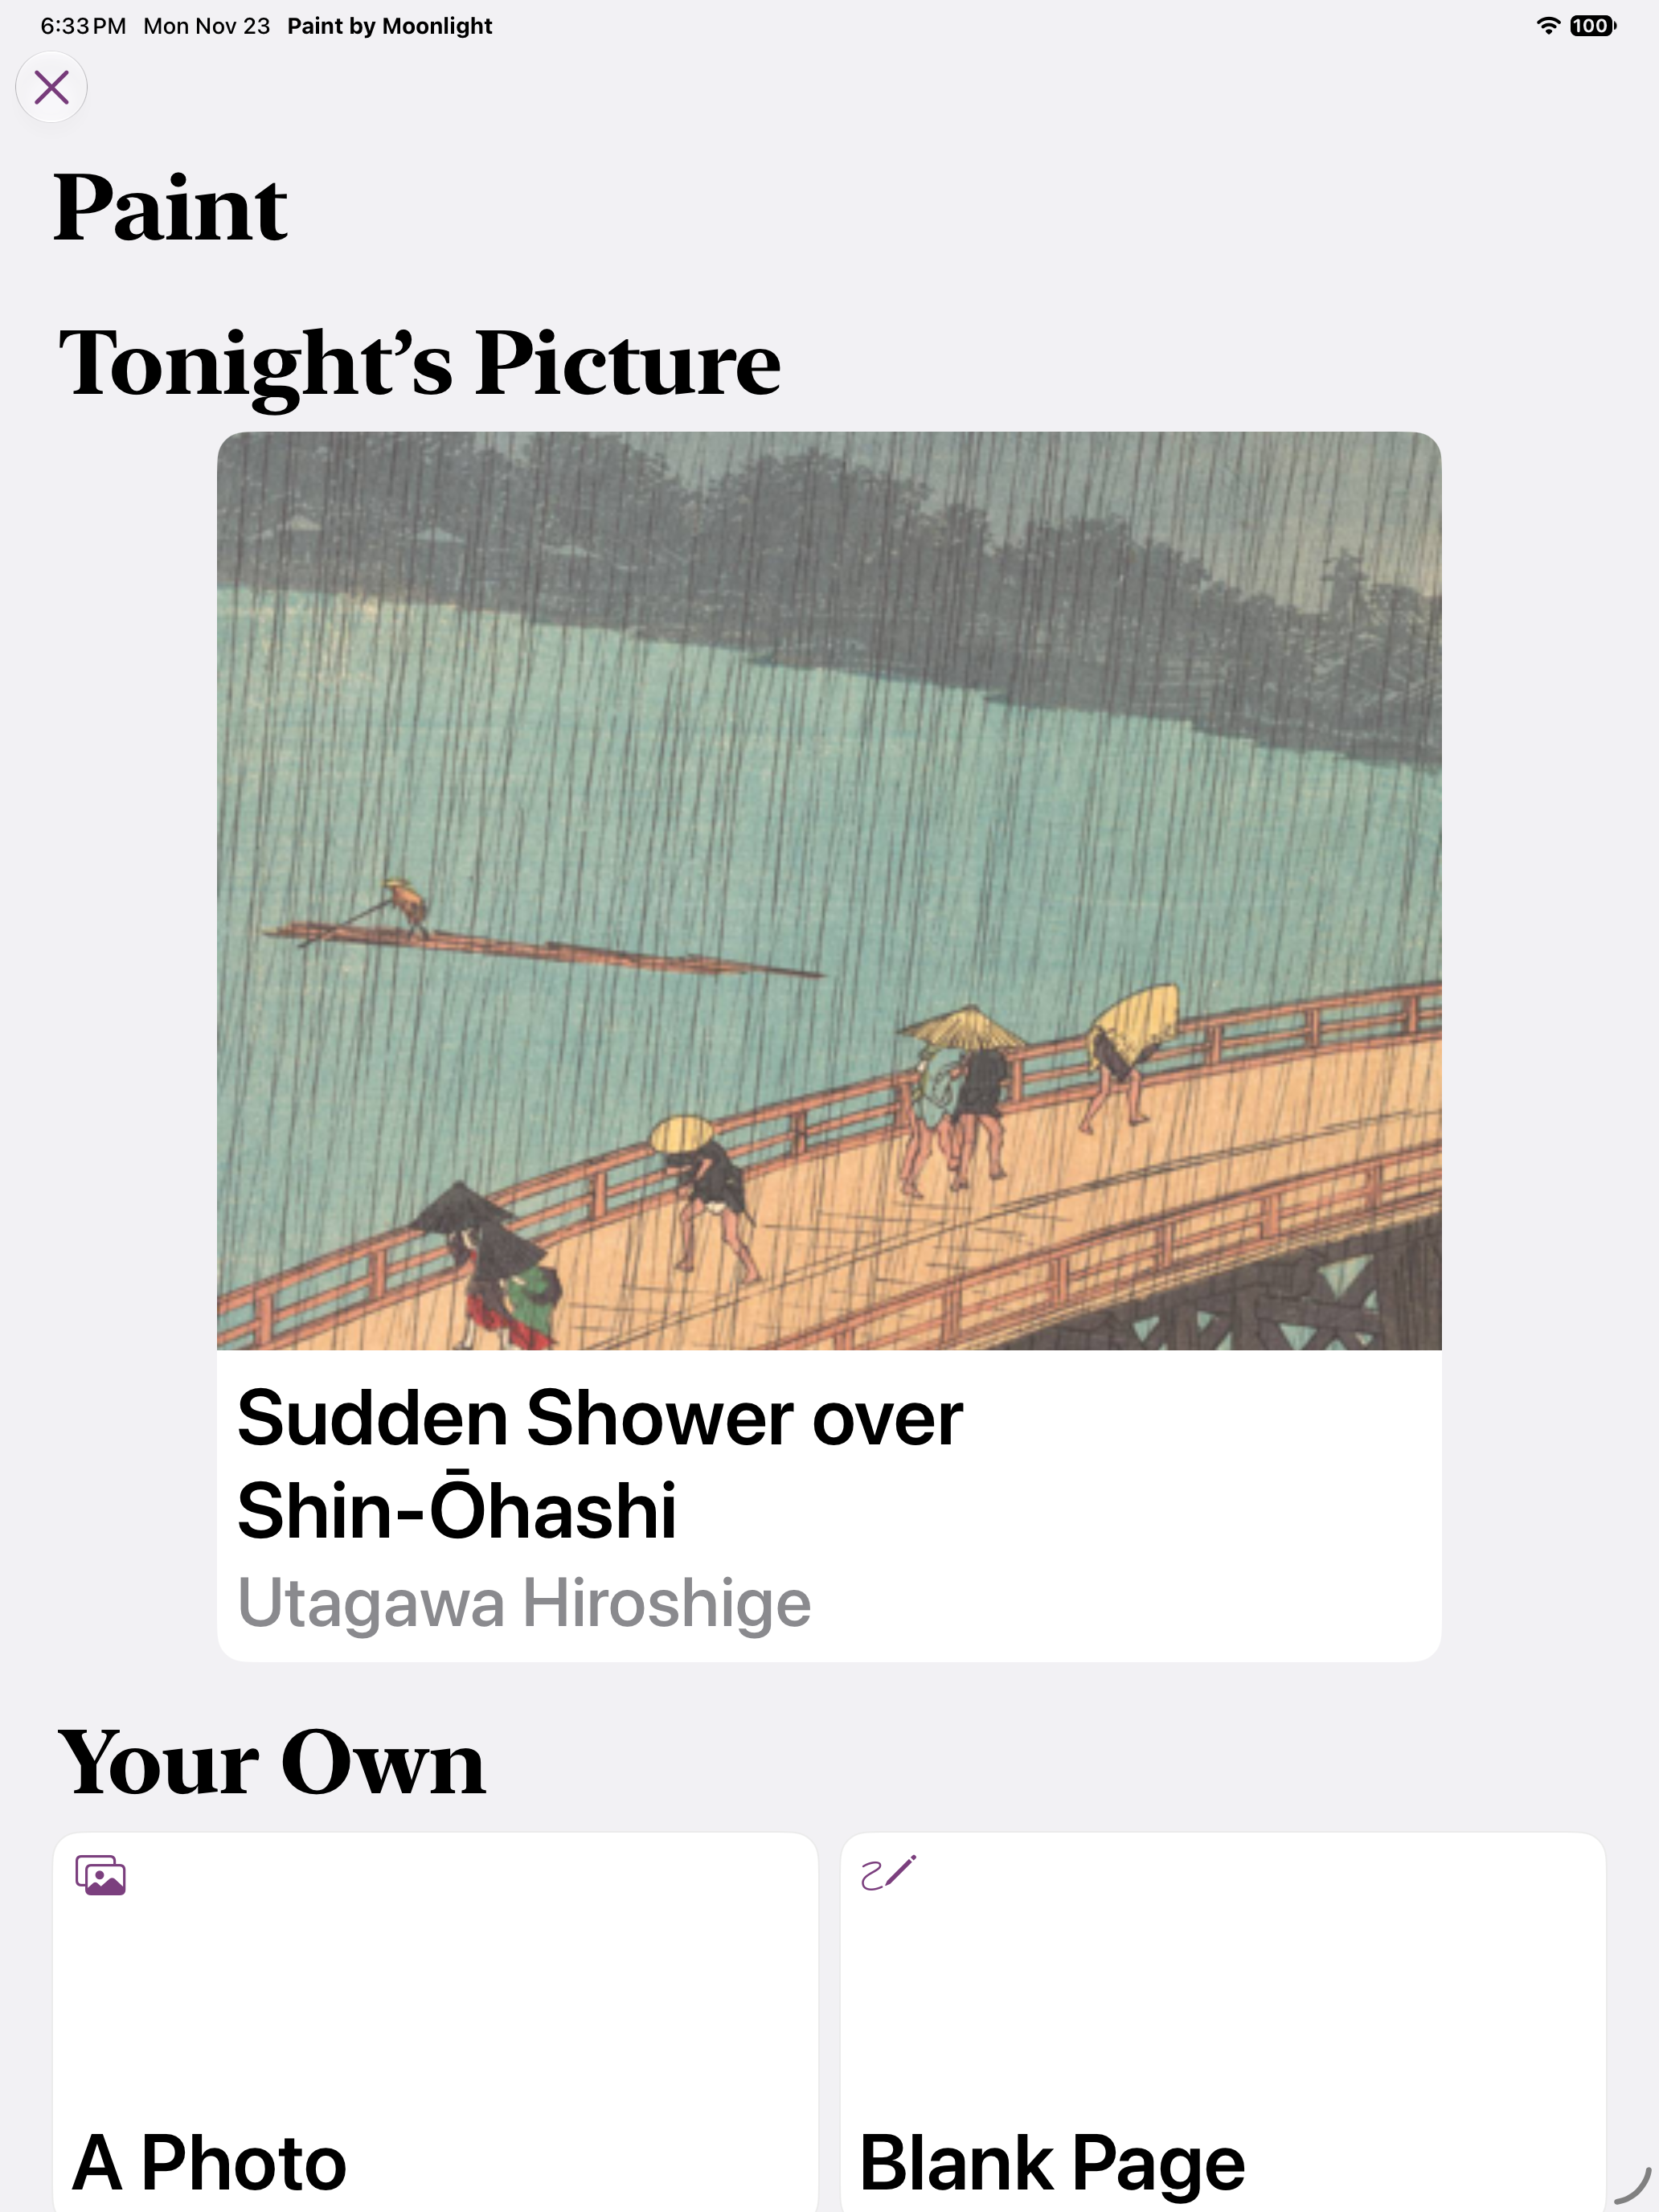 6:33 PM Mon Nov 23 Paint by Moonlight
100
Paint
Tonight’s Picture
Sudden Shower over
Shin-Ōhashi
Utagawa Hiroshige
Your Own
A Photo
Blank Page